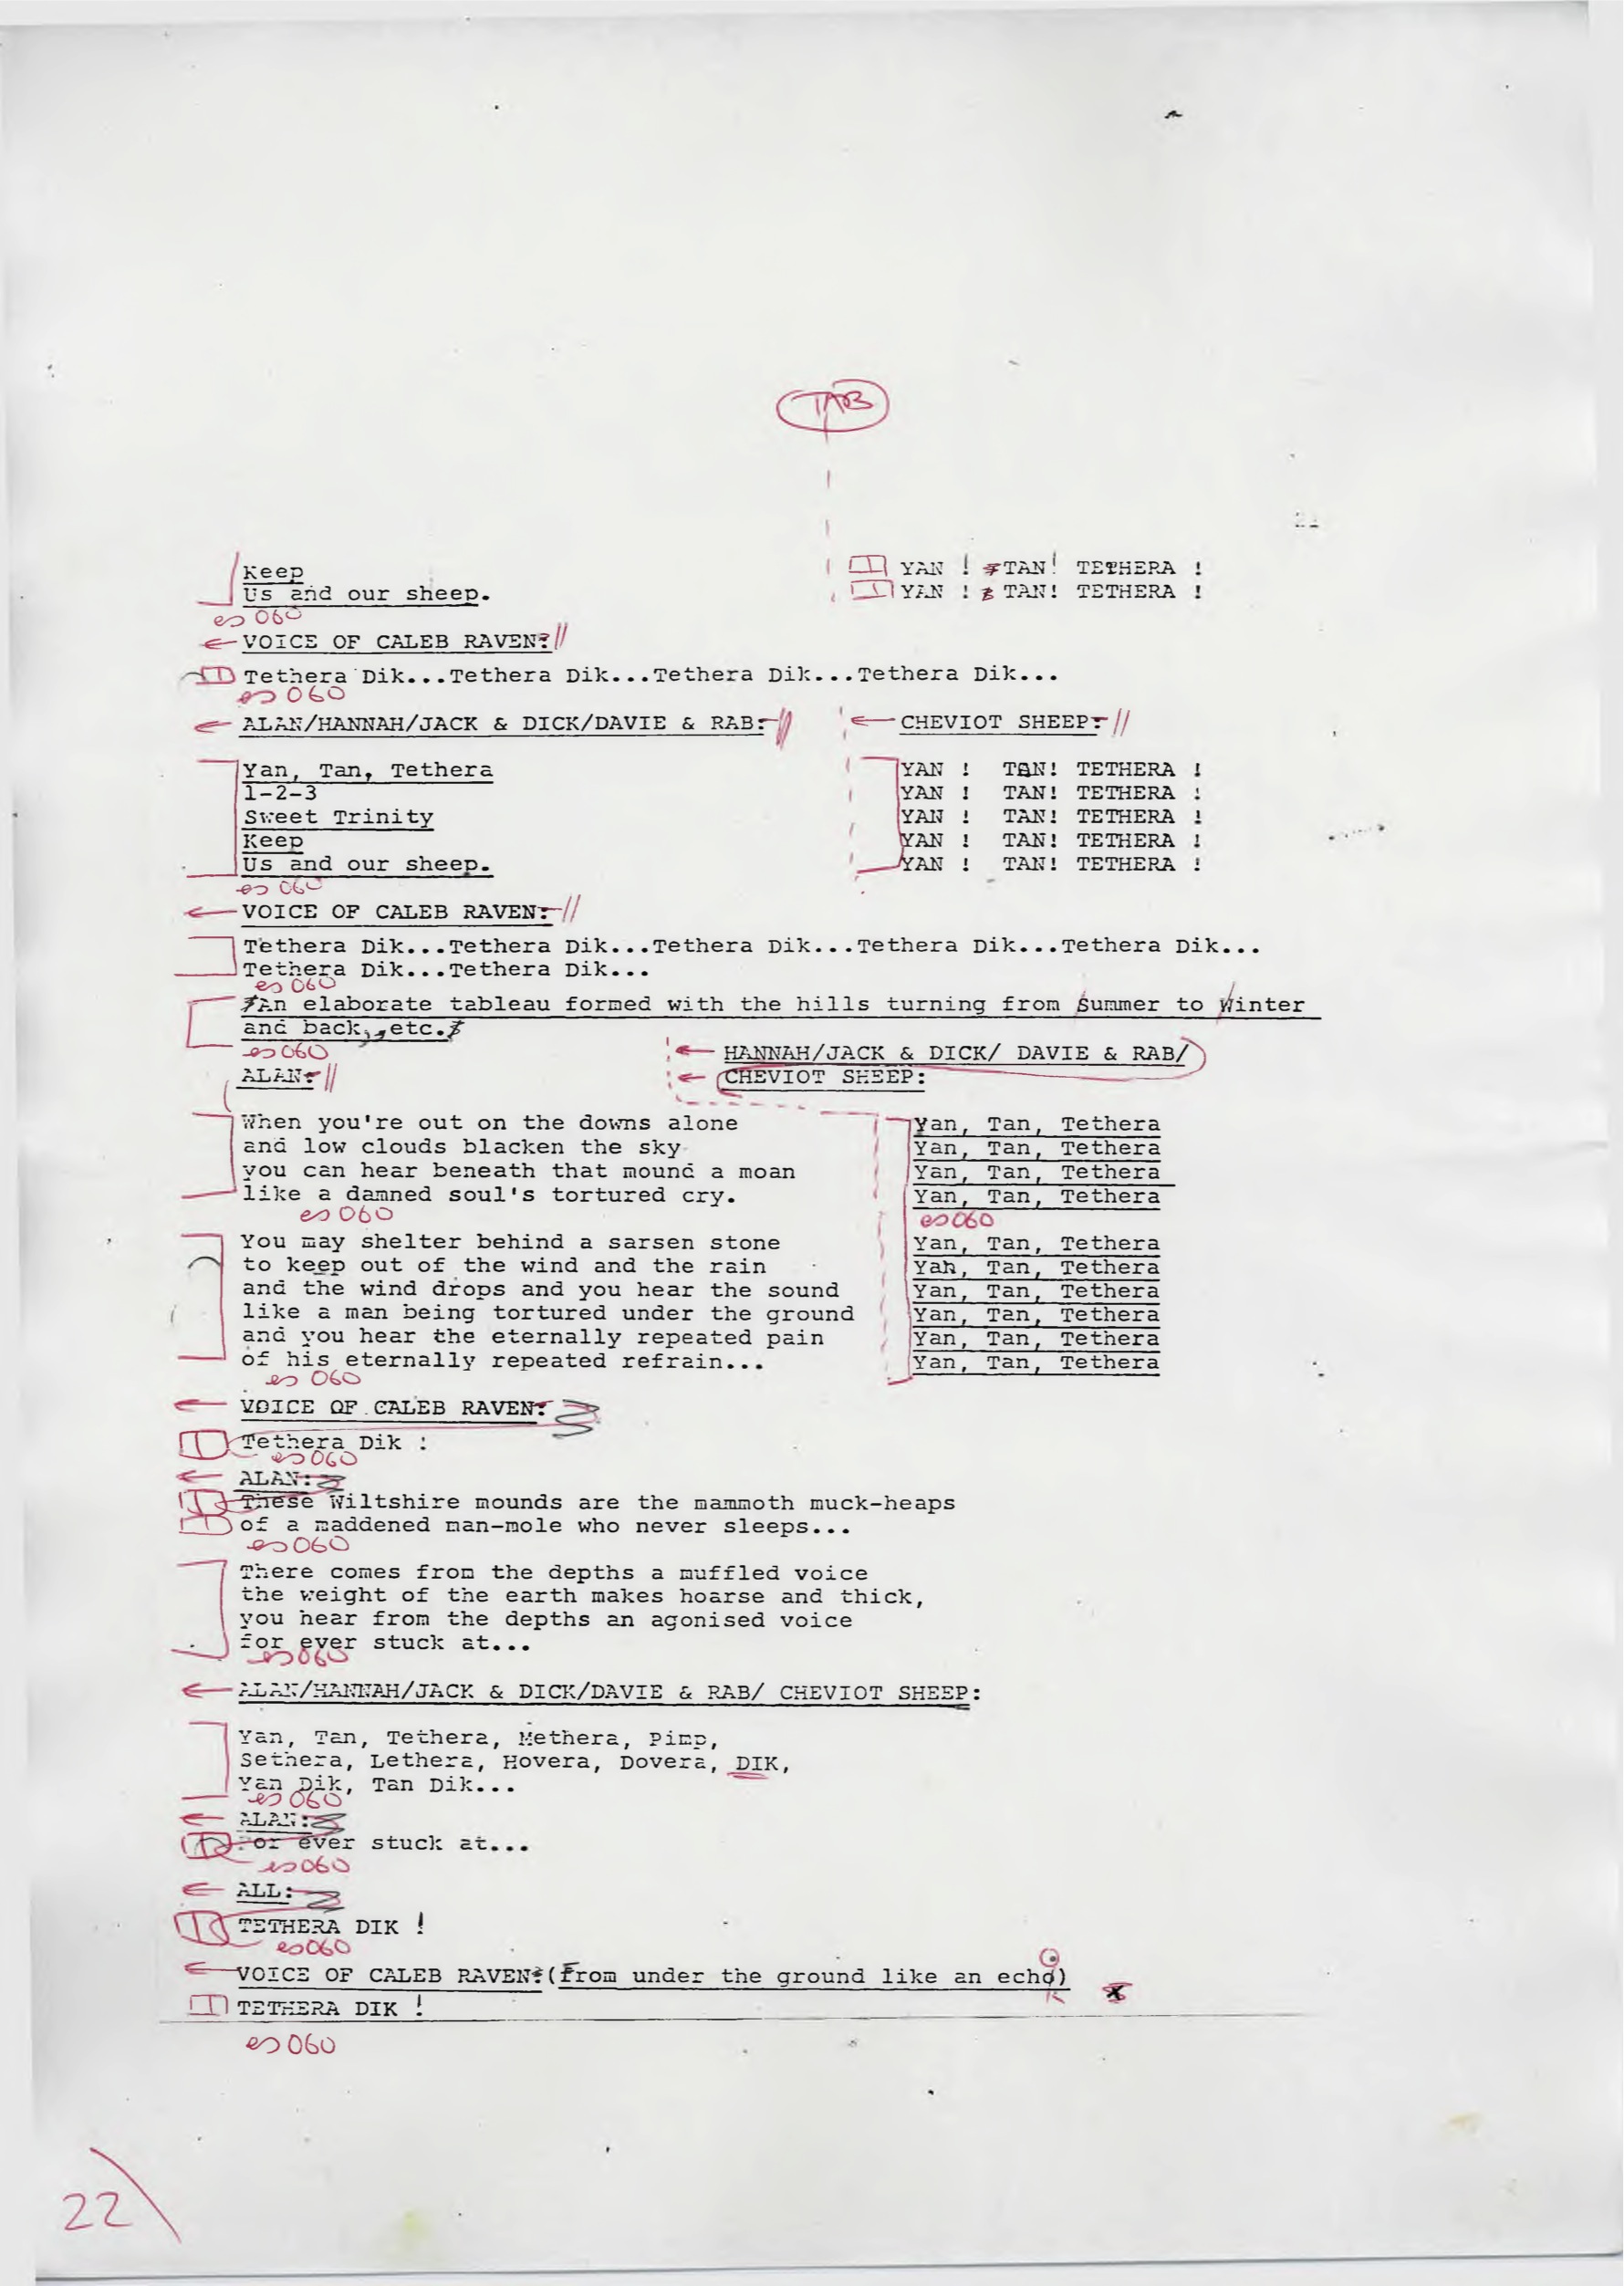 TAB
Keep
Us and our sheep.
YAN ! TAN! TETHERA !
YAN ! TAN! TETHERA !
060
VOICE OF CALEB RAVEN:
Tethera Dik...Tethera Dik...Tethera Dik...Tethera Dik...
060
ALAN/HANNAH/JACK & DICK/DAVIE & RAB:
CHEVIOT SHEEP:
Yan, Tan, Tethera
1-2-3
Sweet Trinity
Keep
Us and our sheep.
YAN ! TAN! TETHERA !
YAN ! TAN! TETHERA !
YAN ! TAN! TETHERA !
YAN ! TAN! TETHERA !
YAN ! TAN! TETHERA !
060
VOICE OF CALEB RAVEN:
Tethera Dik...Tethera Dik...Tethera Dik...Tethera Dik...Tethera Dik...
Tethera Dik...Tethera Dik...
060
An elaborate tableau formed with the hills turning from Summer to Winter
and back, etc.
060
ALAN:
HANNAH/JACK & DICK/ DAVIE & RAB/
CHEVIOT SHEEP:
When you're out on the downs alone
and low clouds blacken the sky
you can hear beneath that mound a moan
like a damned soul's tortured cry.
060
You may shelter behind a sarsen stone
to keep out of the wind and the rain
and the wind drops and you hear the sound
like a man being tortured under the ground
and you hear the eternally repeated pain
of his eternally repeated refrain...
060
Yan, Tan, Tethera
Yan, Tan, Tethera
Yan, Tan, Tethera
Yan, Tan, Tethera
060
Yan, Tan, Tethera
Yan, Tan, Tethera
Yan, Tan, Tethera
Yan, Tan, Tethera
Yan, Tan, Tethera
Yan, Tan, Tethera
VOICE OF CALEB RAVEN:
Tethera Dik :
060
ALAN:
These Wiltshire mounds are the mammoth muck-heaps
of a maddened man-mole who never sleeps...
060
There comes from the depths a muffled voice
the weight of the earth makes hoarse and thick,
you hear from the depths an agonised voice
for ever stuck at...
060
ALAN/HANNAH/JACK & DICK/DAVIE & RAB/ CHEVIOT SHEEP:
Yan, Tan, Tethera, Methera, Pimp,
Sethera, Lethera, Hovera, Dovera, DIK,
Yan Dik, Tan Dik...
060
ALAN:
For ever stuck at...
060
ALL:
TETHERA DIK !
060
VOICE OF CALEB RAVEN:(From under the ground like an echo)
TETHERA DIK !
060
22